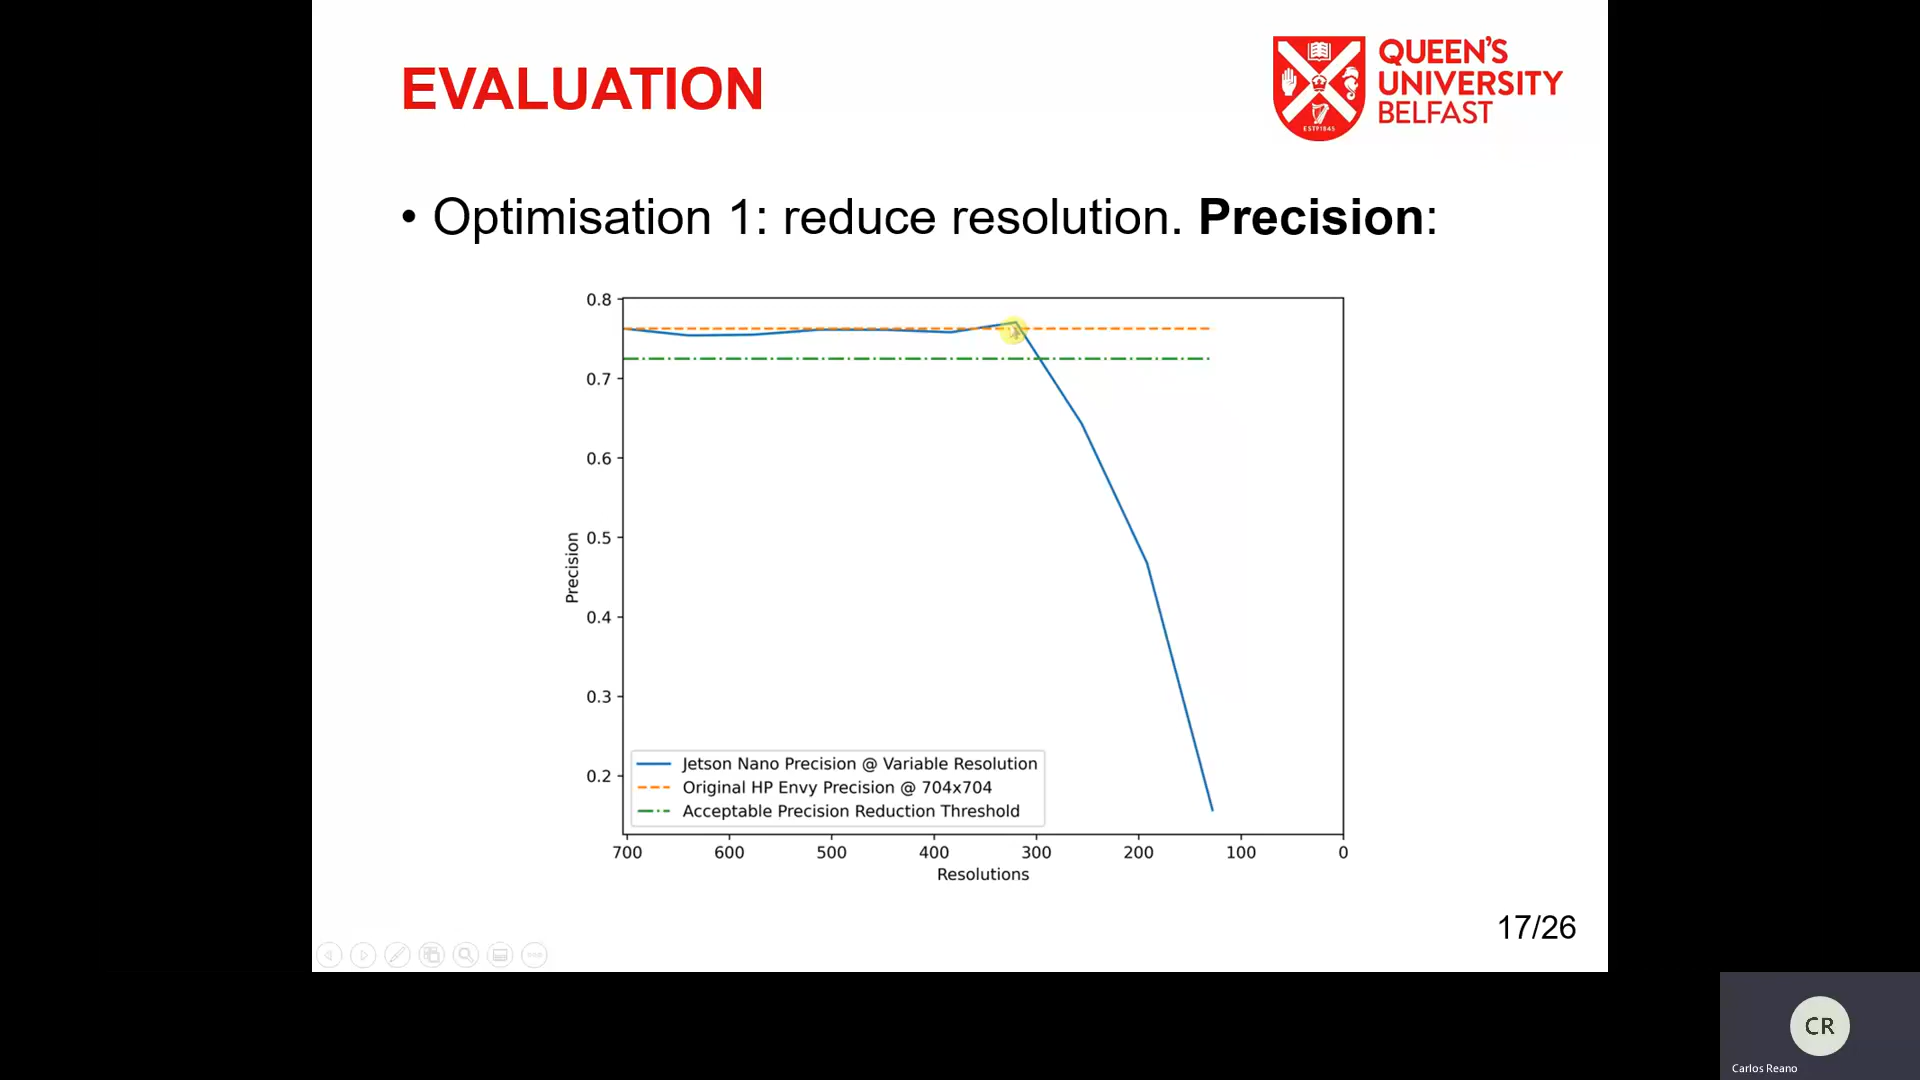 EVALUATION
QUEEN'S
UNIVERSITY
BELFAST
ESTD1845
• Optimisation 1: reduce resolution. Precision:
0.8
0.7
0.6
0.5
0.4
0.3
0.2
Precision
Jetson Nano Precision @ Variable Resolution
Original HP Envy Precision @ 704x704
Acceptable Precision Reduction Threshold
700 600 500 400 300 200 100 0
Resolutions
17/26
CR
Carlos Reano